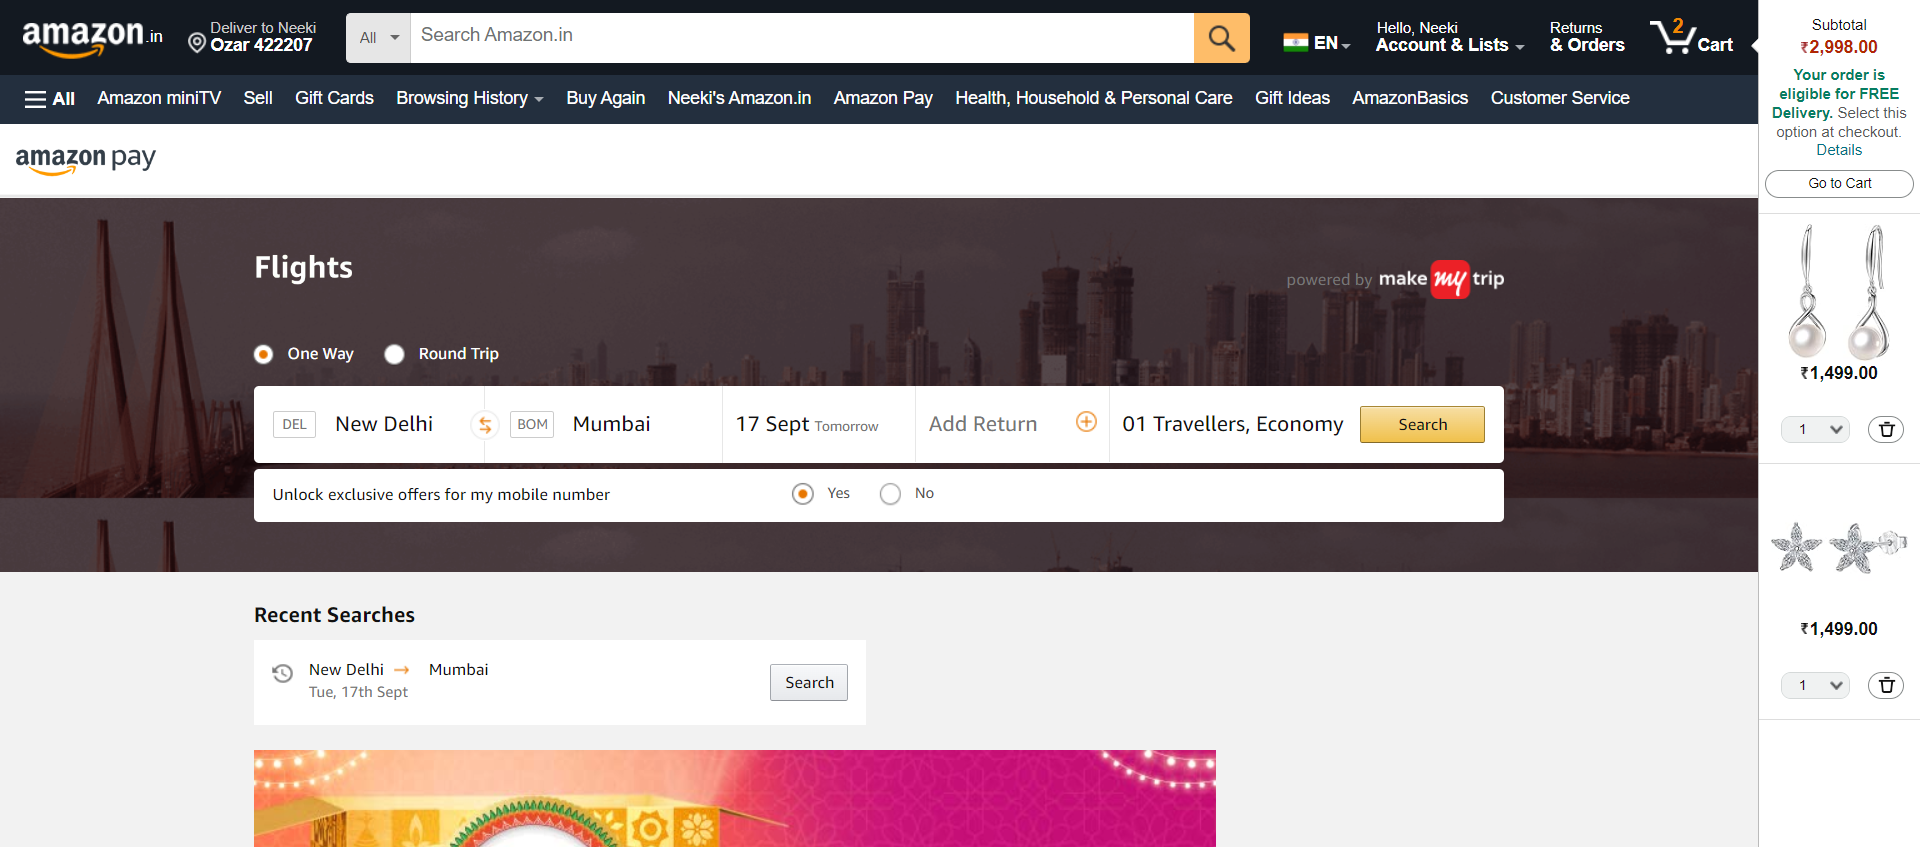 amazon.in
Deliver to Neeki
Ozar 422207
All
Search Amazon.in
EN
Hello, Neeki
Account & Lists
Returns
& Orders
2
Cart
All
Amazon miniTV
Sell
Gift Cards
Browsing History
Buy Again
Neeki's Amazon.in
Amazon Pay
Health, Household & Personal Care
Gift Ideas
AmazonBasics
Customer Service
amazon pay
Flights
powered by make my trip
One Way
Round Trip
DEL New Delhi
BOM Mumbai
17 Sept Tomorrow
Add Return
01 Travellers, Economy
Search
Unlock exclusive offers for my mobile number
Yes
No
Recent Searches
New Delhi → Mumbai
Tue, 17th Sept
Search
Subtotal
₹2,998.00
Your order is
eligible for FREE
Delivery. Select this
option at checkout.
Details
Go to Cart
₹1,499.00
1
₹1,499.00
1